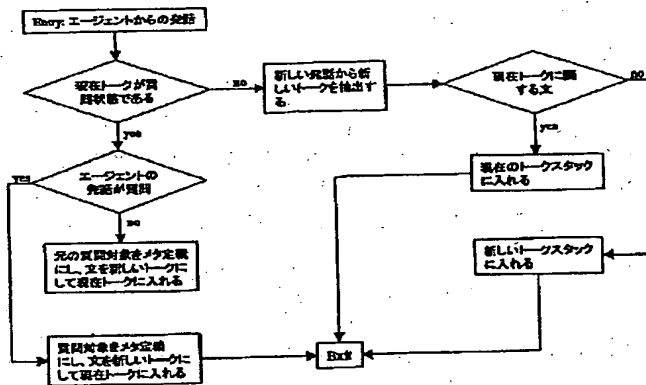 Entry: エージェントからの発話
現在トークが質
問状態である
no
新しい発話から新
しいトークを抽出す
る
現在トークに関
する文
no
yes
yes
現在のトークスタック
に入れる
エージェントの
発話が質問
yes
no
元の質問対象をメタ定義
にし、文を新しいトークに
して現在トークに入れる
新しいトークスタック
に入れる
質問対象をメタ定義
にし、文を新しいトークに
して現在トークに入れる
Exit